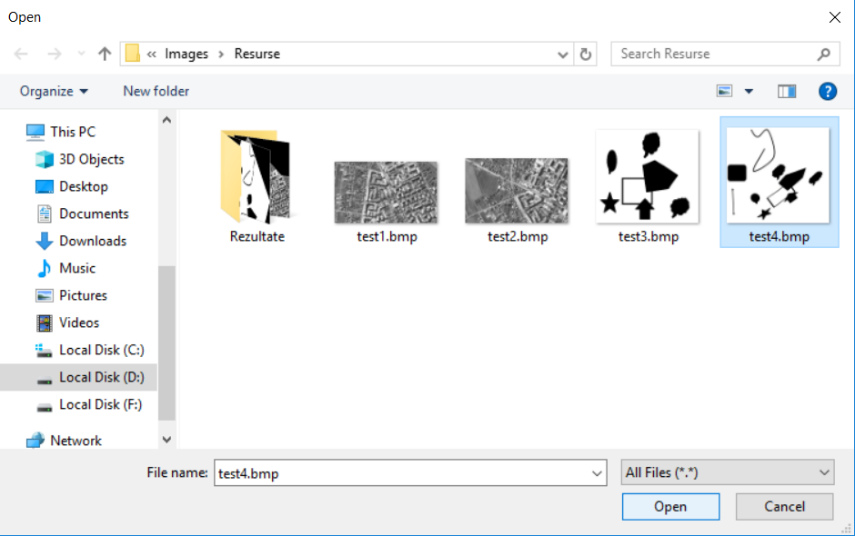 Open
« Images › Resurse
Search Resurse
Organize
New folder
?
This PC
3D Objects
Desktop
Documents
Downloads
Music
Pictures
Videos
Local Disk (C:)
Local Disk (D:)
Local Disk (F:)
Network
Rezultate
test1.bmp
test2.bmp
test3.bmp
test4.bmp
File name: test4.bmp
All Files (*.*)
Open
Cancel